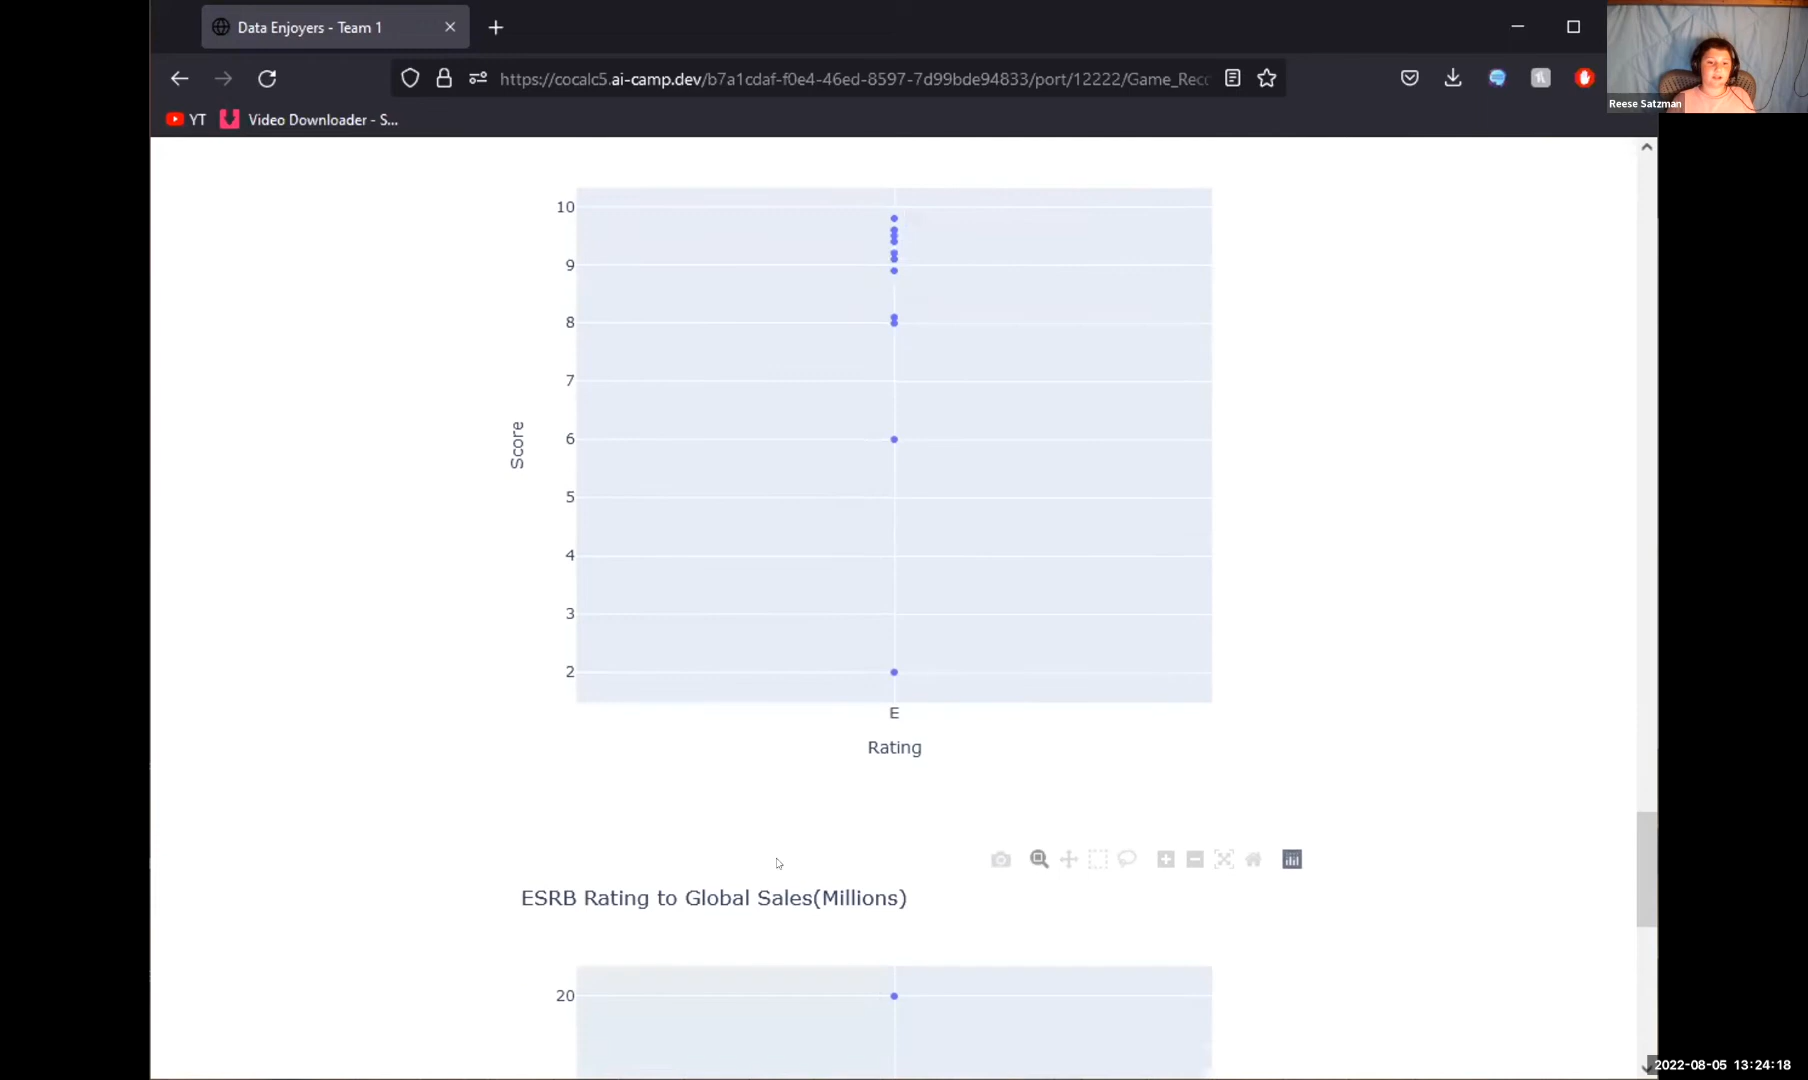 Data Enjoyers - Team 1
https://cocalc5.ai-camp.dev/b7a1cdaf-f0e4-46ed-8597-7d99bde94833/port/12222/Game_Rec
YT
Video Downloader - S...
Reese Satzman
10
9
8
7
6
5
4
3
2
Score
E
Rating
ESRB Rating to Global Sales(Millions)
20
2022-08-05 13:24:18